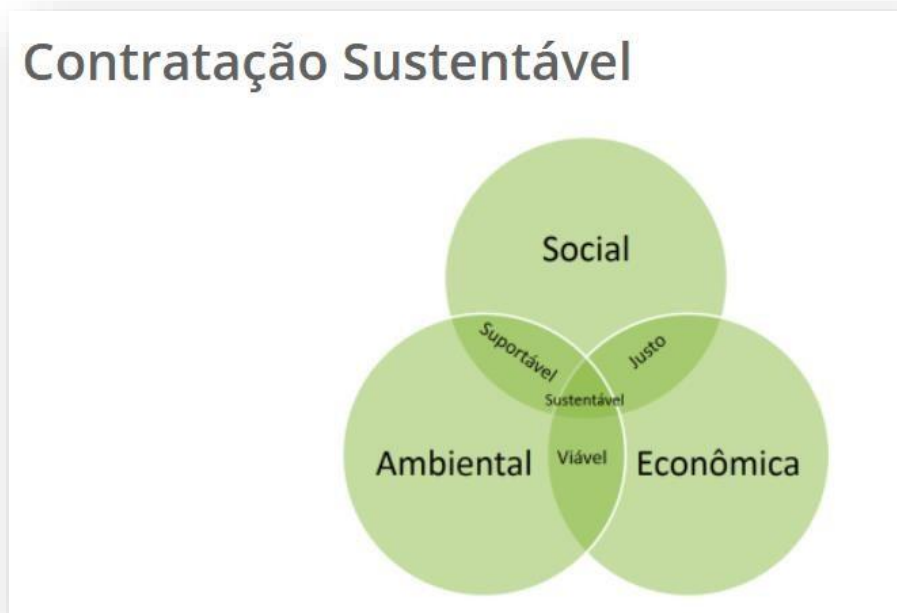 Contratação Sustentável
Social
Suportável
Justo
Sustentável
Ambiental
Viável
Econômica